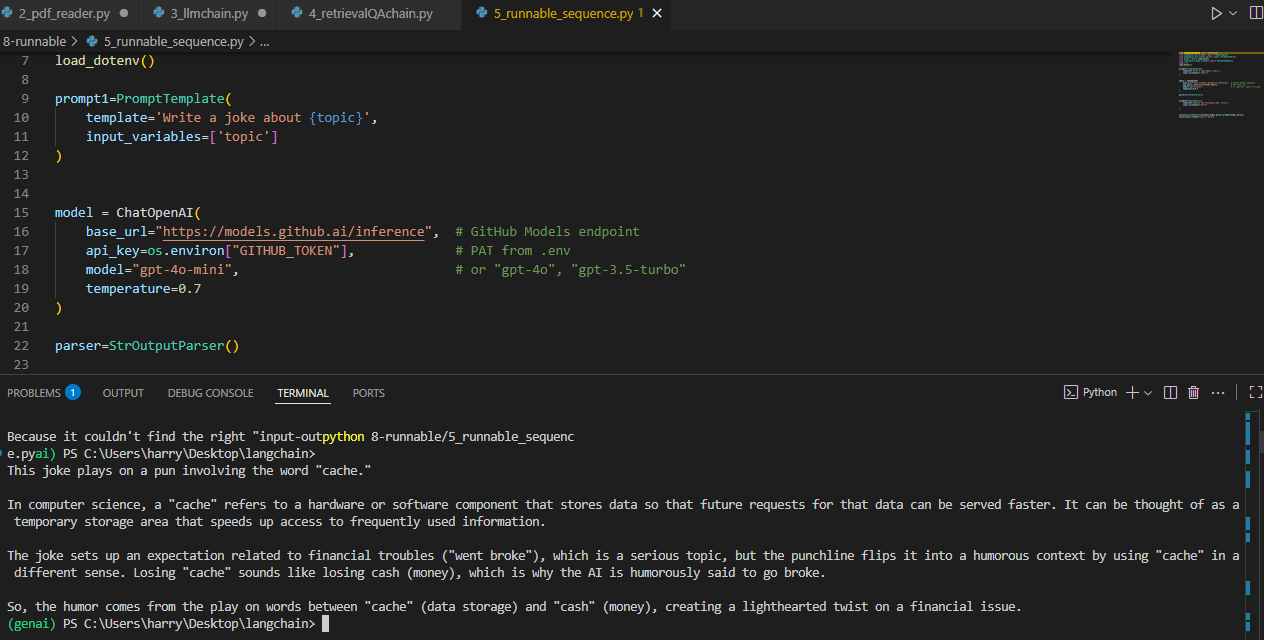 2_pdf_reader.py ● 3_llmchain.py ● 4_retrievalQAchain.py 5_runnable_sequence.py 1 ×
8-runnable > 5_runnable_sequence.py > ...
7 load_dotenv()
8
9 prompt1=PromptTemplate(
10     template='Write a joke about {topic}',
11     input_variables=['topic']
12 )
13
14
15 model = ChatOpenAI(
16     base_url="https://models.github.ai/inference",  # GitHub Models endpoint
17     api_key=os.environ["GITHUB_TOKEN"],             # PAT from .env
18     model="gpt-4o-mini",                            # or "gpt-4o", "gpt-3.5-turbo"
19     temperature=0.7
20 )
21
22 parser=StrOutputParser()
23
PROBLEMS 1 OUTPUT DEBUG CONSOLE TERMINAL PORTS Python
Because it couldn't find the right "input-outpython 8-runnable/5_runnable_sequenc
e.pyai) PS C:\Users\harry\Desktop\langchain>
This joke plays on a pun involving the word "cache."
In computer science, a "cache" refers to a hardware or software component that stores data so that future requests for that data can be served faster. It can be thought of as a
temporary storage area that speeds up access to frequently used information.
The joke sets up an expectation related to financial troubles ("went broke"), which is a serious topic, but the punchline flips it into a humorous context by using "cache" in a
different sense. Losing "cache" sounds like losing cash (money), which is why the AI is humorously said to go broke.
So, the humor comes from the play on words between "cache" (data storage) and "cash" (money), creating a lighthearted twist on a financial issue.
(genai) PS C:\Users\harry\Desktop\langchain>